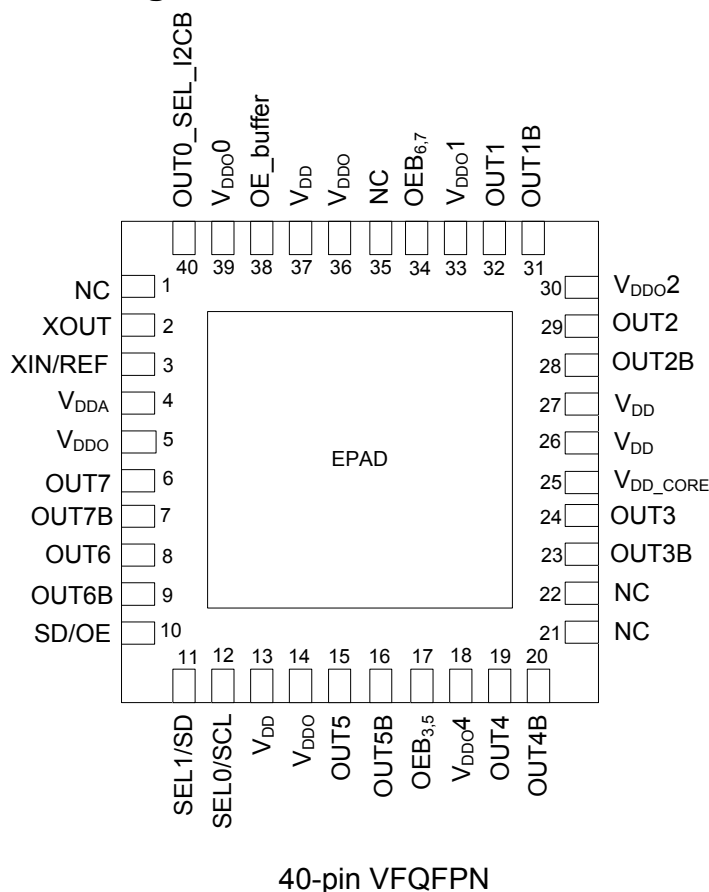 OUT0_SEL_I2CB
VDDO0
OE_buffer
VDD
VDDO
NC
OEB6,7
VDDO1
OUT1
OUT1B
40 39 38 37 36 35 34 33 32 31
NC 1
XOUT 2
XIN/REF 3
VDDA 4
VDDO 5
OUT7 6
OUT7B 7
OUT6 8
OUT6B 9
SD/OE 10
EPAD
30 VDDO2
29 OUT2
28 OUT2B
27 VDD
26 VDD
25 VDD_CORE
24 OUT3
23 OUT3B
22 NC
21 NC
11 12 13 14 15 16 17 18 19 20
SEL1/SD
SEL0/SCL
VDD
VDDO
OUT5
OUT5B
OEB3,5
VDDO4
OUT4
OUT4B
40-pin VFQFPN